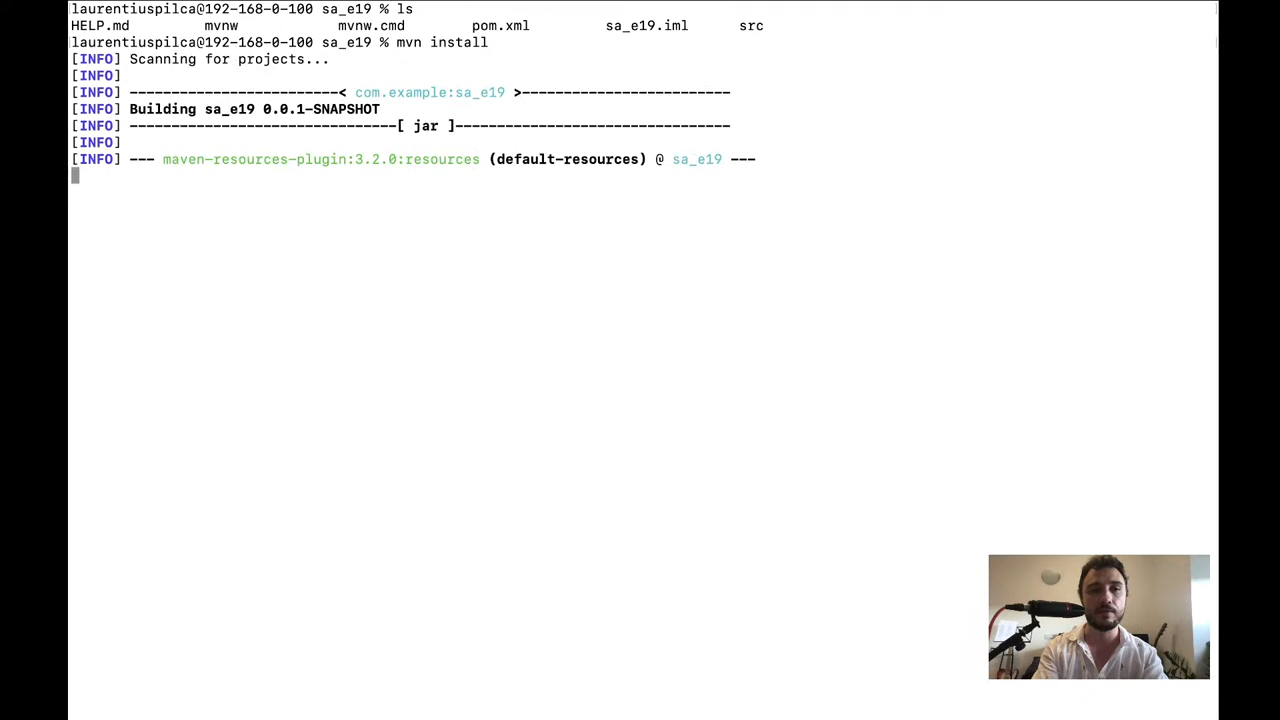 laurentiuspilca@192-168-0-100 sa_e19 % ls
HELP.md mvnw mvnw.cmd pom.xml sa_e19.iml src
laurentiuspilca@192-168-0-100 sa_e19 % mvn install
[INFO] Scanning for projects...
[INFO]
[INFO] -------------------------< com.example:sa_e19 >-------------------------
[INFO] Building sa_e19 0.0.1-SNAPSHOT
[INFO] --------------------------------[ jar ]---------------------------------
[INFO]
[INFO] --- maven-resources-plugin:3.2.0:resources (default-resources) @ sa_e19 ---